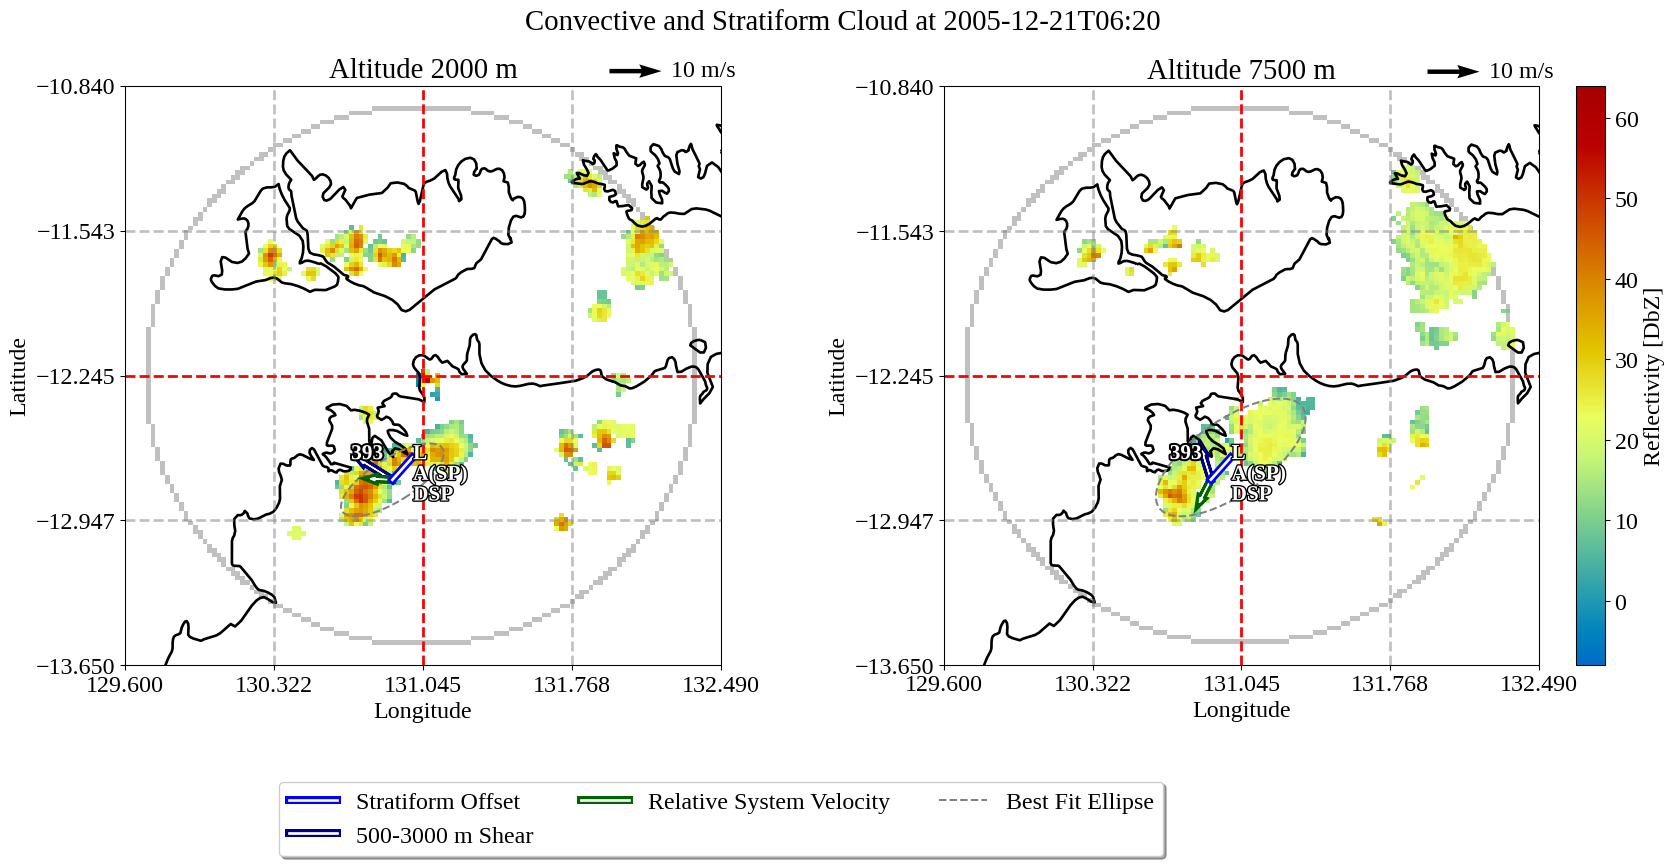 Convective and Stratiform Cloud at 2005-12-21T06:20
Altitude 2000 m
10 m/s
Altitude 7500 m
10 m/s
−10.840
−11.543
−12.245
−12.947
−13.650
Latitude
129.600
130.322
131.045
131.768
132.490
Longitude
393
L
A(SP)
DSP
−10.840
−11.543
−12.245
−12.947
−13.650
Latitude
129.600
130.322
131.045
131.768
132.490
Longitude
393
L
A(SP)
DSP
60
50
40
30
20
10
0
Reflectivity [DbZ]
Stratiform Offset
Relative System Velocity
Best Fit Ellipse
500-3000 m Shear